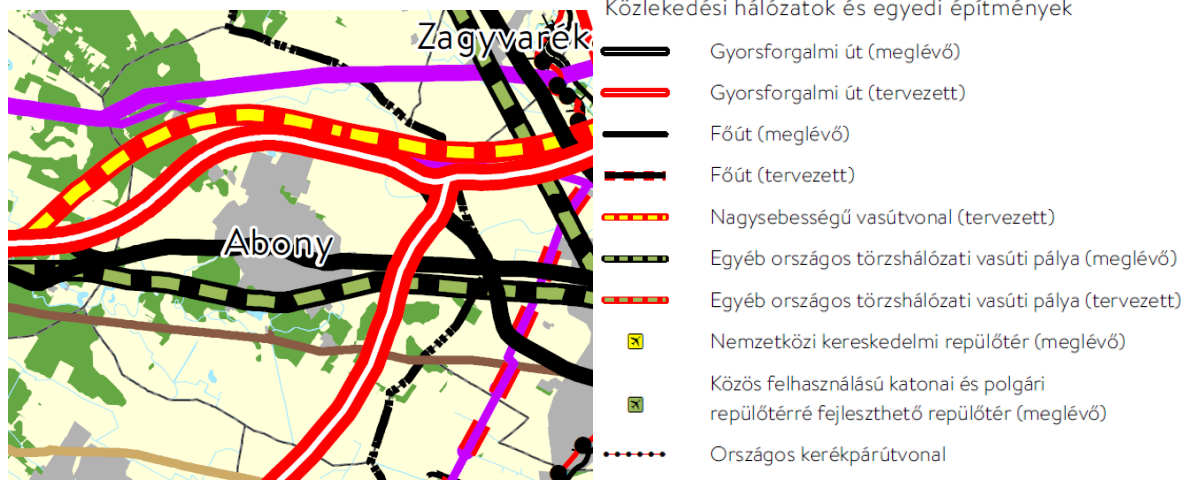 Zagyvarék
Abony
Közlekedési hálózatok és egyedi építmények
Gyorsforgalmi út (meglévő)
Gyorsforgalmi út (tervezett)
Főút (meglévő)
Főút (tervezett)
Nagysebességű vasútvonal (tervezett)
Egyéb országos törzshálózati vasúti pálya (meglévő)
Egyéb országos törzshálózati vasúti pálya (tervezett)
Nemzetközi kereskedelmi repülőtér (meglévő)
Közös felhasználású katonai és polgári
repülőtérré fejleszthető repülőtér (meglévő)
Országos kerékpárútvonal